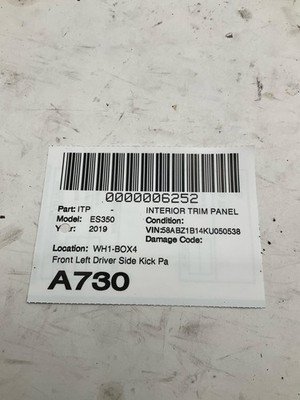 0000006252
Part: ITP - INTERIOR TRIM PANEL
Model: ES350 Condition:
Year: 2019 VIN:58ABZ1B14KU050538
Damage Code:
Location: WH1-BOX4
Front Left Driver Side Kick Pa
A730